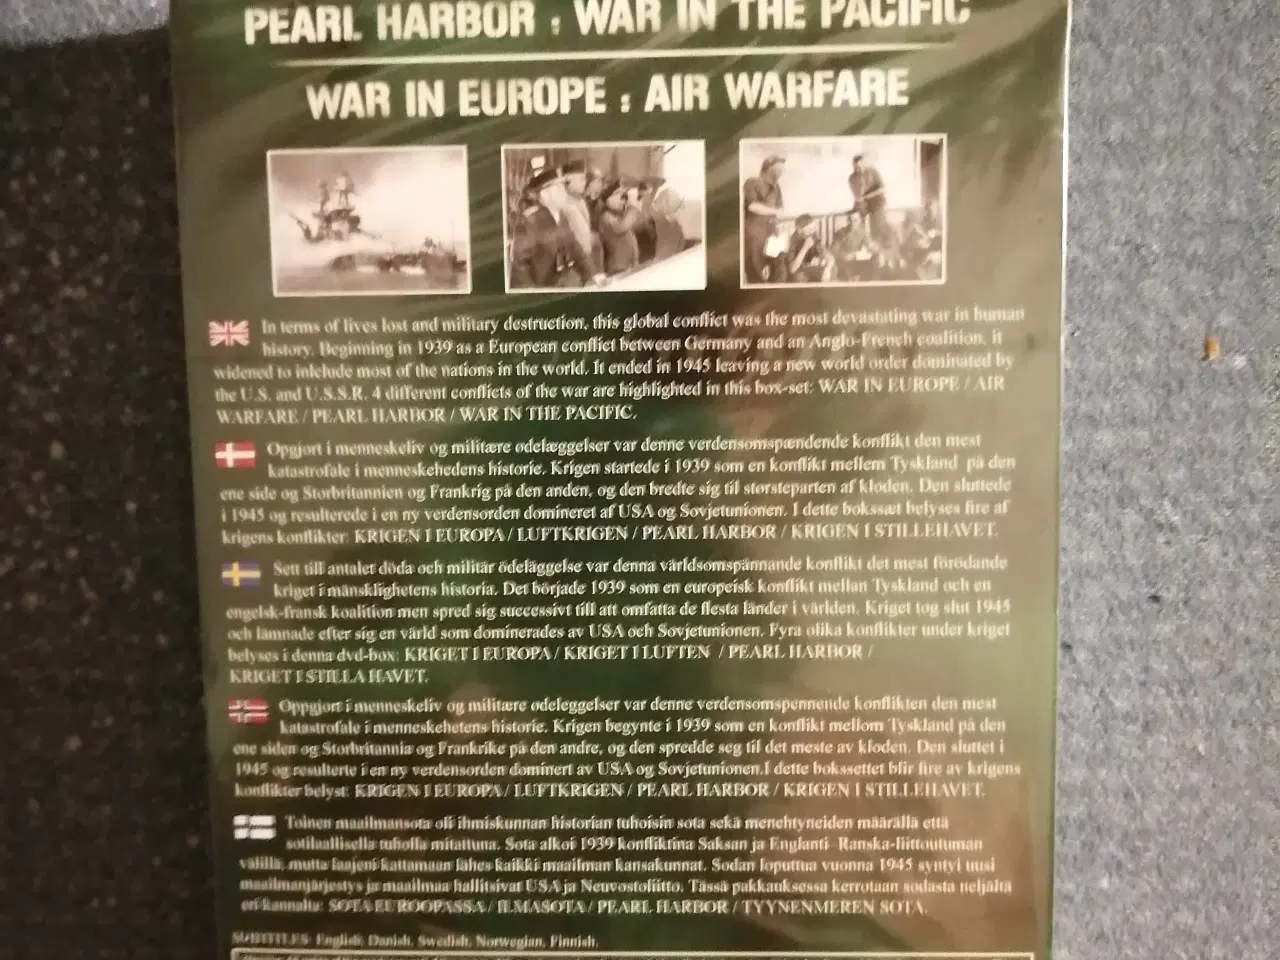 PEARL HARBOR : WAR IN THE PACIFIC
WAR IN EUROPE : AIR WARFARE
In terms of lives lost and military destruction, this global conflict was the most devastating war in human
history. Beginning in 1939 as a European conflict between Germany and an Anglo-French coalition, it
widened to inlclude most of the nations in the world. It ended in 1945 leaving a new world order dominated by
the U.S. and U.S.S.R. 4 different conflicts of the war are highlighted in this box-set: WAR IN EUROPE / AIR
WARFARE / PEARL HARBOR / WAR IN THE PACIFIC.
Opgjort i menneskeliv og militære ødelæggelser var denne verdensomspændende konflikt den mest
katastrofale i menneskehedens historie. Krigen startede i 1939 som en konflikt mellem Tyskland på den
ene side og Storbritannien og Frankrig på den anden, og den bredte sig til størsteparten af kloden. Den sluttede
i 1945 og resulterede i en ny verdensorden domineret af USA og Sovjetunionen. I dette bokssæt belyses fire af
krigens konflikter: KRIGEN I EUROPA / LUFTKRIGEN / PEARL HARBOR / KRIGEN I STILLEHAVET.
Sett till antalet döda och militär ödeläggelse var denna världsomspännande konflikt det mest förödande
kriget i mänsklighetens historia. Det började 1939 som en europeisk konflikt mellan Tyskland och en
engelsk-fransk koalition men spred sig successivt till att omfatta de flesta länder i världen. Kriget tog slut 1945
och lämnade efter sig en värld som dominerades av USA och Sovjetunionen. Fyra olika konflikter under kriget
belyses i denna dvd-box: KRIGET I EUROPA / KRIGET I LUFTEN / PEARL HARBOR /
KRIGET I STILLA HAVET.
Oppgjort i menneskeliv og militære ødeleggelser var denne verdensomspennende konflikten den mest
katastrofale i menneskehetens historie. Krigen begynte i 1939 som en konflikt mellom Tyskland på den
ene siden og Storbritannia og Frankrike på den andre, og den spredde seg til det meste av kloden. Den sluttet i
1945 og resulterte i en ny verdensorden dominert av USA og Sovjetunionen.I dette bokssettet blir fire av krigens
konflikter belyst: KRIGEN I EUROPA / LUFTKRIGEN / PEARL HARBOR / KRIGEN I STILLEHAVET.
Toinen maailmansota oli ihmiskunnan historian tuhoisin sota sekä menehtyneiden määrällä että
sotilaallisella tuholla mitattuna. Sota alkoi 1939 konfliktina Saksan ja Englanti-Ranska-liittoutuman
välillä, mutta laajeni kattamaan lähes kaikki maailman kansakunnat. Sodan loputtua vuonna 1945 syntyi uusi
maailmanjärjestys ja maailmaa hallitsivat USA ja Neuvostoliitto. Tässä pakkauksessa kerrotaan sodasta neljältä
eri kannalta: SOTA EUROOPASSA / ILMASOTA / PEARL HARBOR / TYYNENMEREN SOTA.
SUBTITLES: English, Danish, Swedish, Norwegian, Finnish.